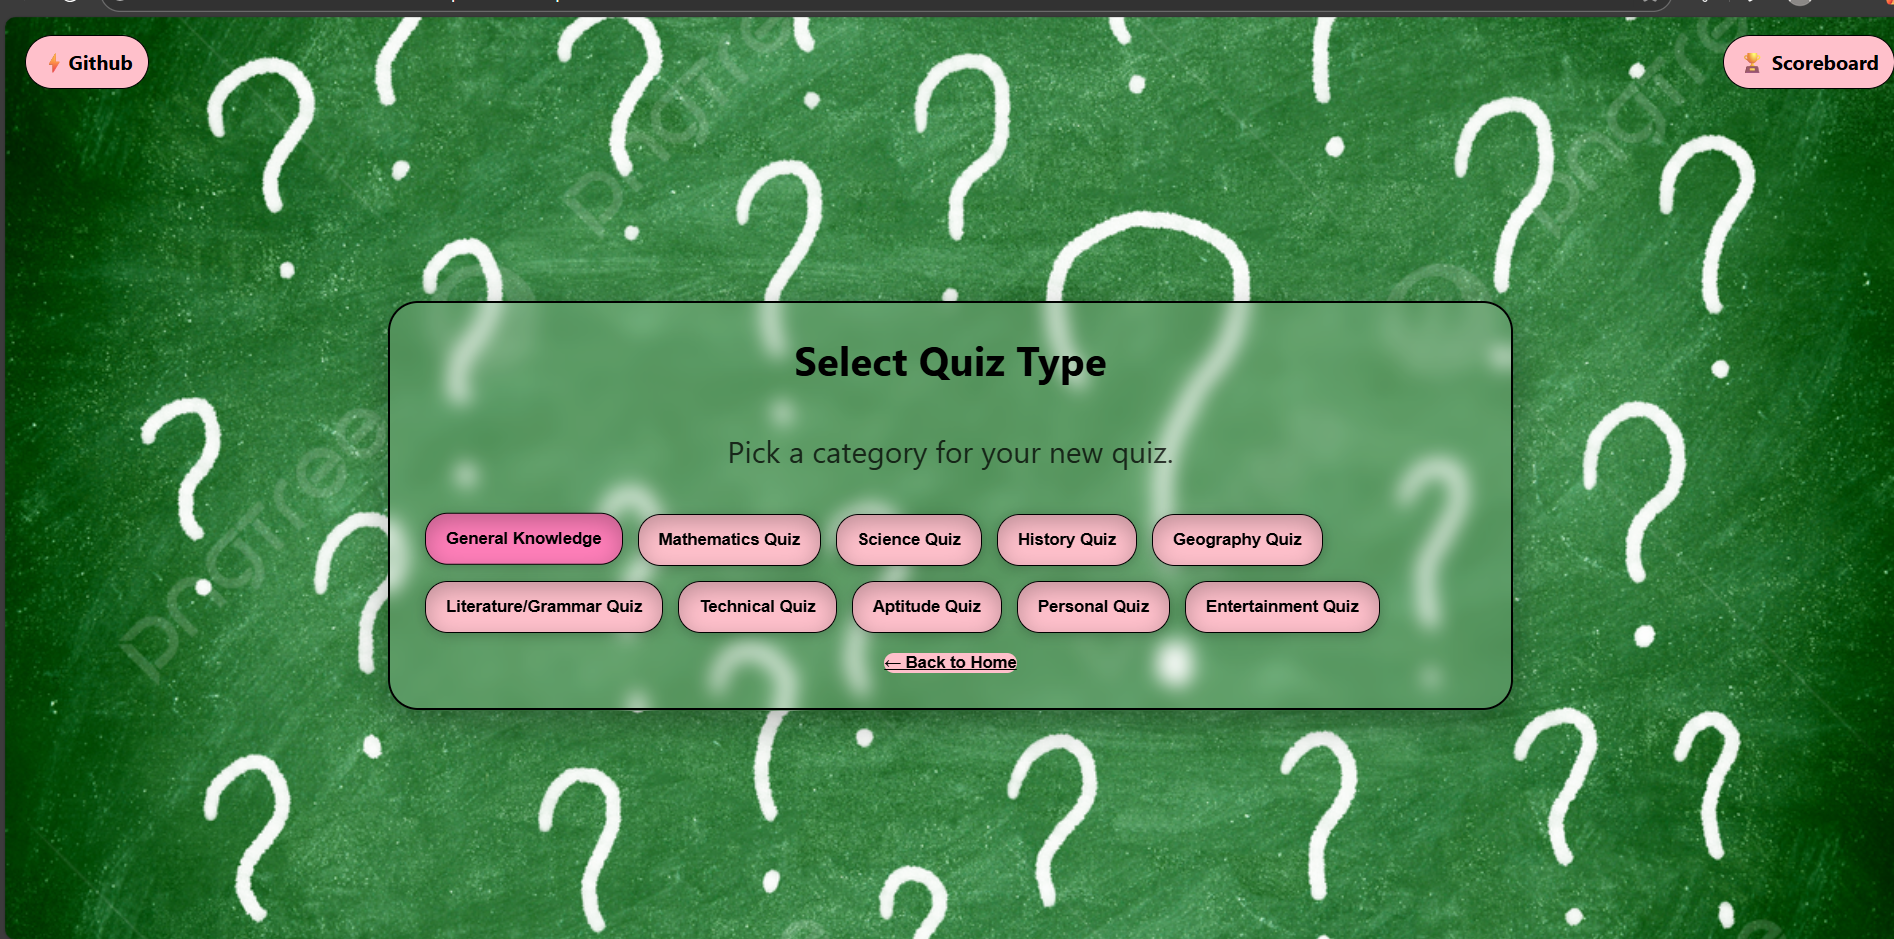 ⚡ Github
🏆 Scoreboard
Select Quiz Type
Pick a category for your new quiz.
General Knowledge
Mathematics Quiz
Science Quiz
History Quiz
Geography Quiz
Literature/Grammar Quiz
Technical Quiz
Aptitude Quiz
Personal Quiz
Entertainment Quiz
← Back to Home
pngtree
pngtree
pngtree